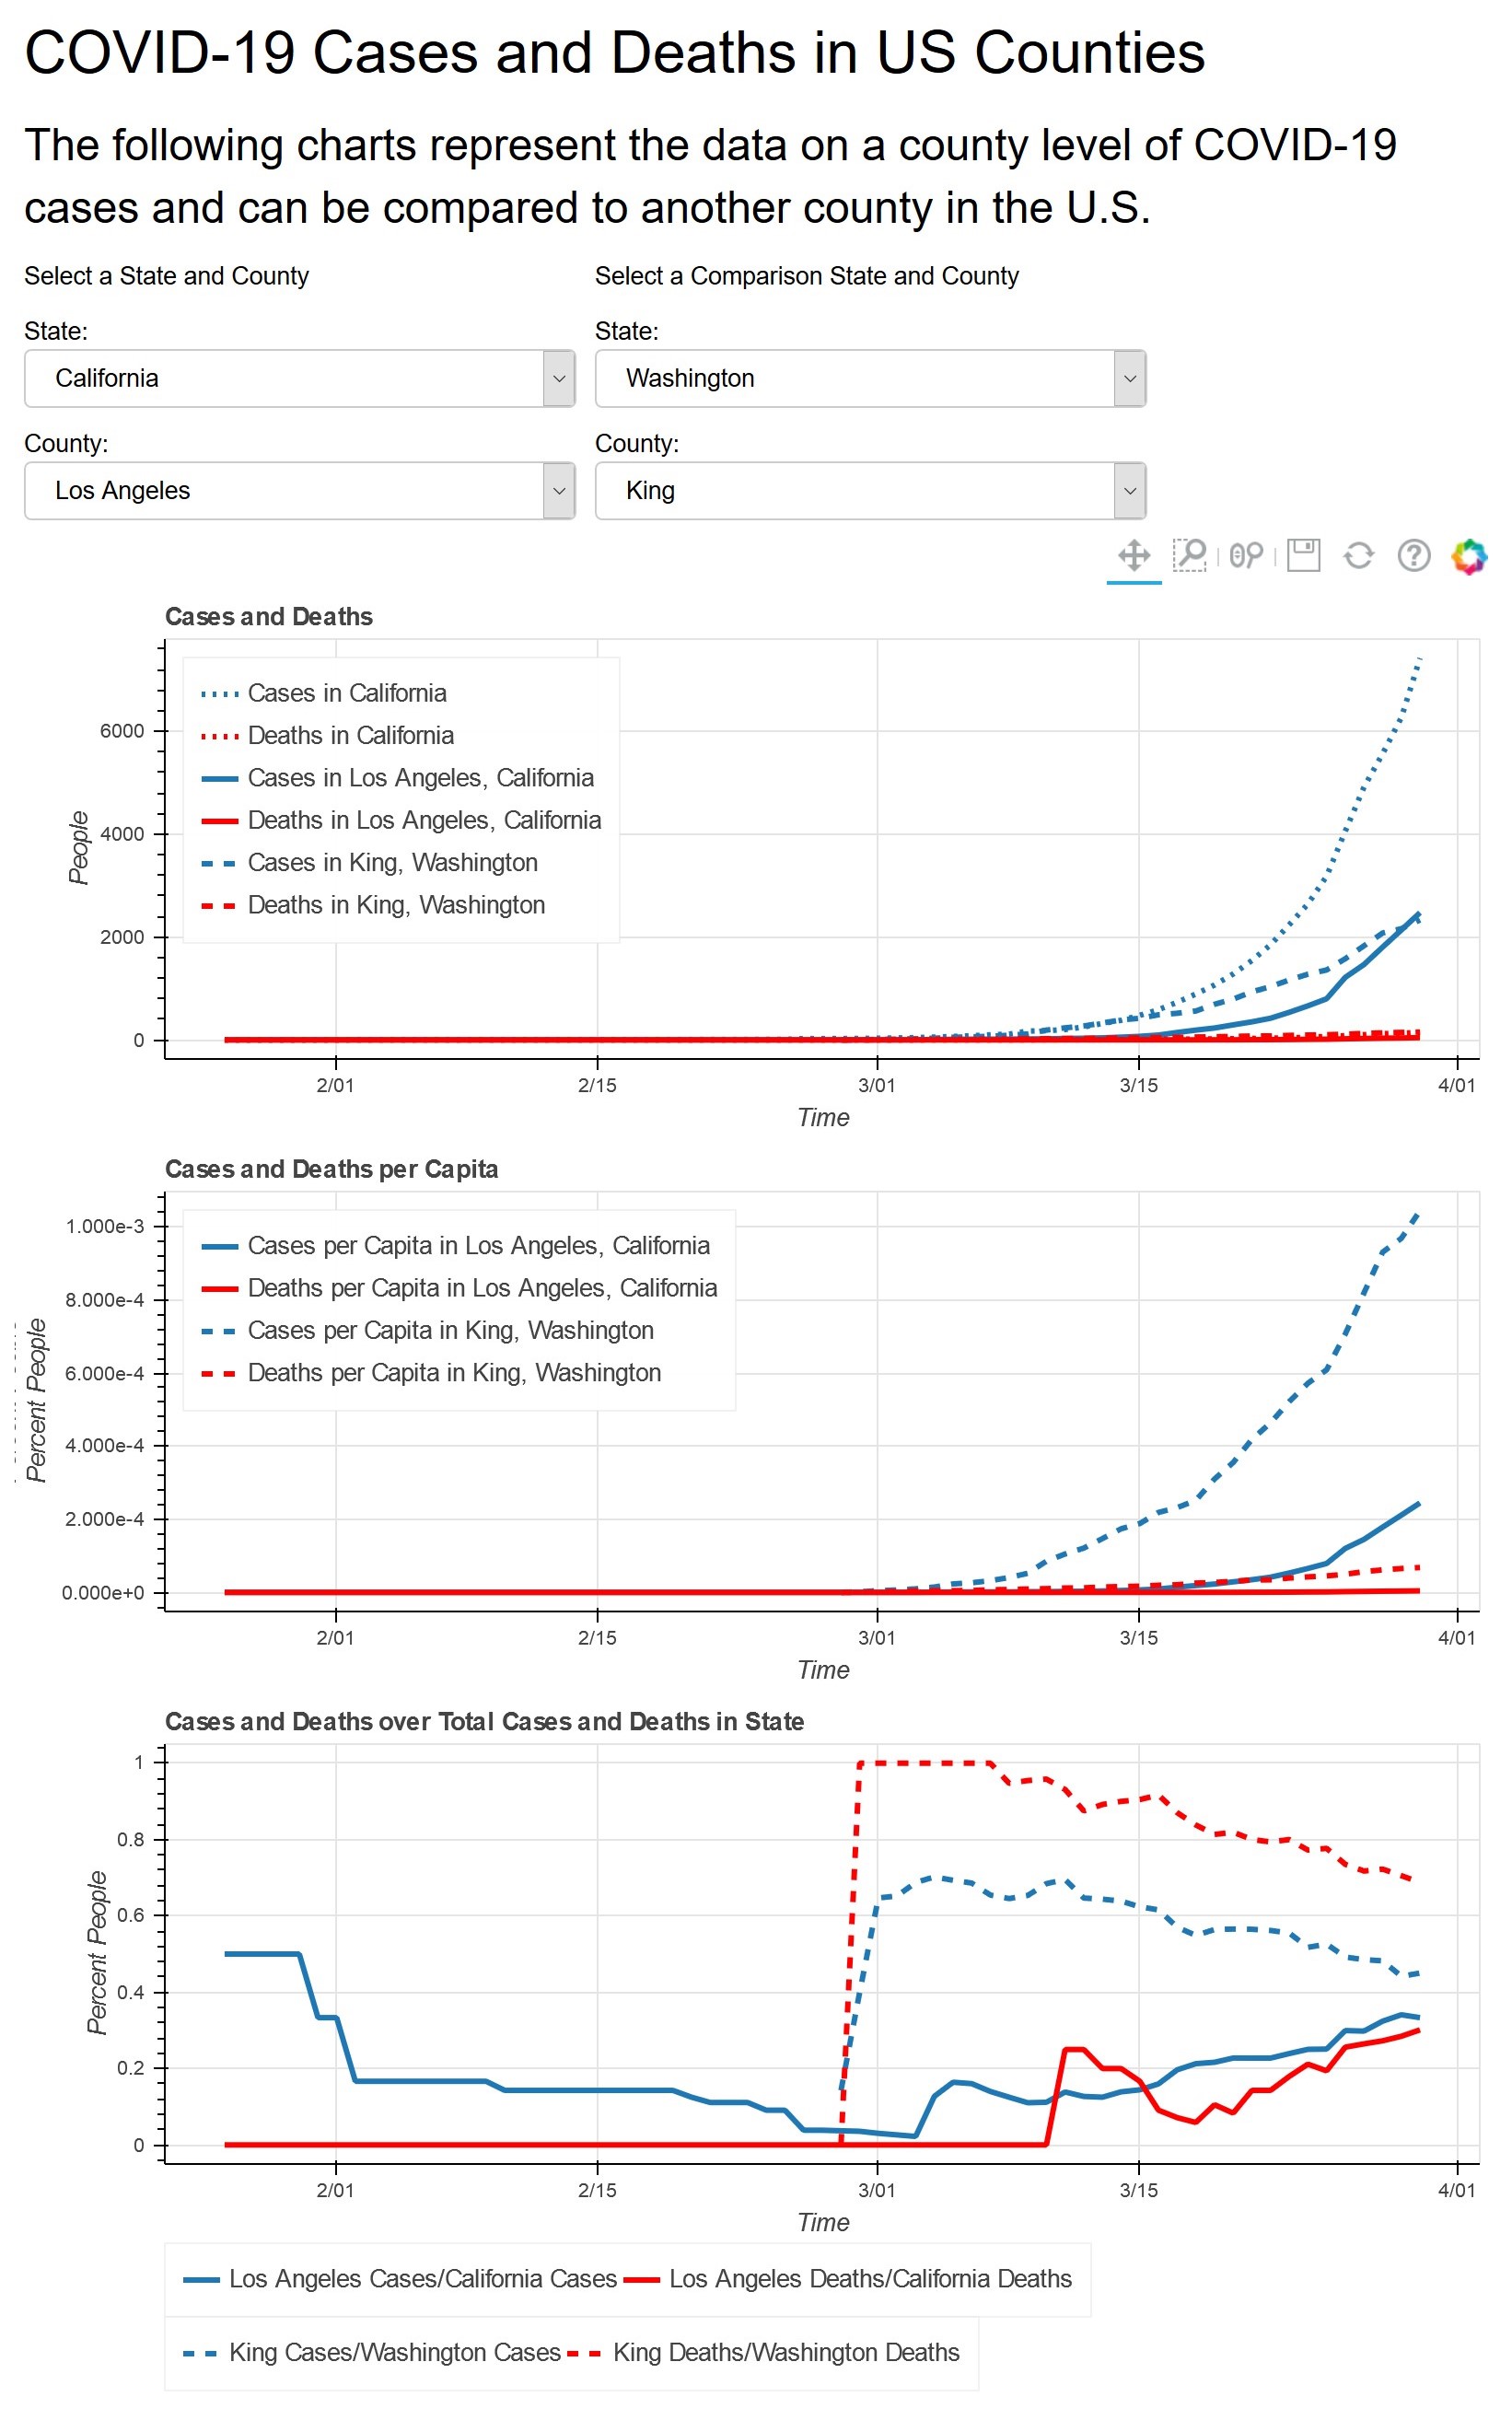 COVID-19 Cases and Deaths in US Counties
The following charts represent the data on a county level of COVID-19
cases and can be compared to another county in the U.S.
Select a State and County
Select a Comparison State and County
State:
State:
California
Washington
County:
County:
Los Angeles
King
Cases and Deaths
Cases in California
Deaths in California
Cases in Los Angeles, California
Deaths in Los Angeles, California
Cases in King, Washington
Deaths in King, Washington
People
6000
4000
2000
0
2/01
2/15
3/01
3/15
4/01
Time
Cases and Deaths per Capita
Cases per Capita in Los Angeles, California
Deaths per Capita in Los Angeles, California
Cases per Capita in King, Washington
Deaths per Capita in King, Washington
Percent People
1.000e-3
8.000e-4
6.000e-4
4.000e-4
2.000e-4
0.000e+0
2/01
2/15
3/01
3/15
4/01
Time
Cases and Deaths over Total Cases and Deaths in State
Percent People
1
0.8
0.6
0.4
0.2
0
2/01
2/15
3/01
3/15
4/01
Time
Los Angeles Cases/California Cases
Los Angeles Deaths/California Deaths
King Cases/Washington Cases
King Deaths/Washington Deaths